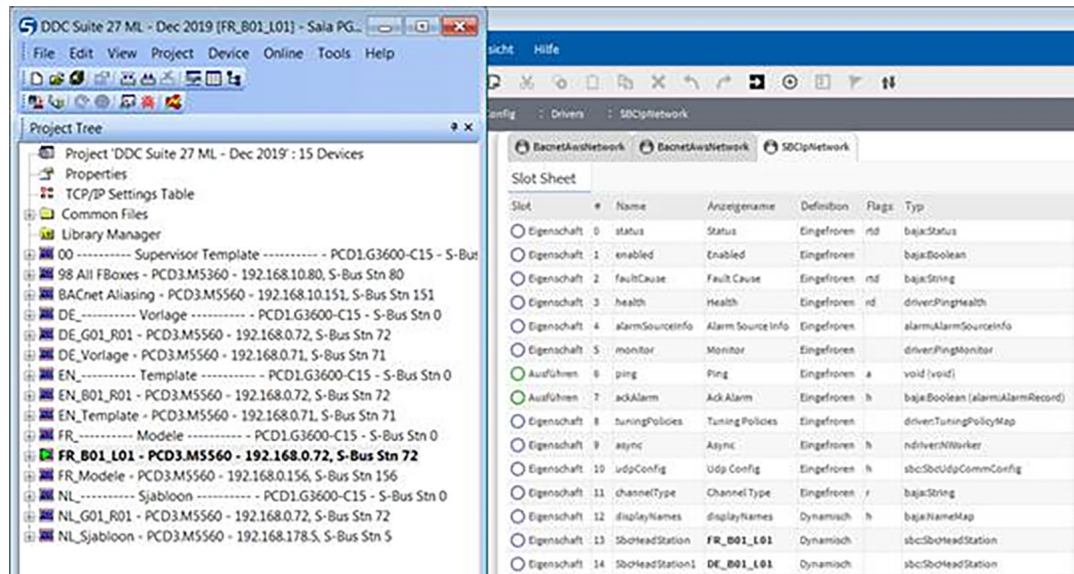 DDC Suite 27 ML - Dec 2019 [FR_B01_L01] - Saia PG...
File Edit View Project Device Online Tools Help
Project Tree
Project 'DDC Suite 27 ML - Dec 2019' : 15 Devices
Properties
TCP/IP Settings Table
Common Files
Library Manager
00 ---------- Supervisor Template ---------- - PCD1.G3600-C15 - S-Bus
98 All FBoxes - PCD3.M5360 - 192.168.10.80, S-Bus Stn 80
BACnet Aliasing - PCD3.M5560 - 192.168.10.151, S-Bus Stn 151
DE_---------- Vorlage ---------- - PCD1.G3600-C15 - S-Bus Stn 0
DE_G01_R01 - PCD3.M5560 - 192.168.0.72, S-Bus Stn 72
DE_Vorlage - PCD3.M5560 - 192.168.0.71, S-Bus Stn 71
EN_---------- Template ---------- - PCD1.G3600-C15 - S-Bus Stn 0
EN_B01_R01 - PCD3.M5560 - 192.168.0.72, S-Bus Stn 72
EN_Template - PCD3.M5560 - 192.168.0.71, S-Bus Stn 71
FR_---------- Modele ---------- - PCD1.G3600-C15 - S-Bus Stn 0
FR_B01_L01 - PCD3.M5560 - 192.168.0.72, S-Bus Stn 72
FR_Modele - PCD3.M5560 - 192.168.0.156, S-Bus Stn 156
NL_---------- Sjabloon ---------- - PCD1.G3600-C15 - S-Bus Stn 0
NL_G01_R01 - PCD3.M5560 - 192.168.0.72, S-Bus Stn 72
NL_Sjabloon - PCD3.M5560 - 192.168.178.5, S-Bus Stn 5
sicht Hilfe
onfig : Drivers : SBCIpNetwork
BacnetAwsNetwork BacnetAwsNetwork SBCIpNetwork
Slot Sheet
Slot # Name Anzeigename Definition Flags Typ
Eigenschaft 0 status Status Eingefroren rtd baja:Status
Eigenschaft 1 enabled Enabled Eingefroren baja:Boolean
Eigenschaft 2 faultCause Fault Cause Eingefroren rtd baja:String
Eigenschaft 3 health Health Eingefroren rd driver:PingHealth
Eigenschaft 4 alarmSourceInfo Alarm Source Info Eingefroren alarm:AlarmSourceInfo
Eigenschaft 5 monitor Monitor Eingefroren driver:PingMonitor
Ausführen 6 ping Ping Eingefroren a void (void)
Ausführen 7 ackAlarm Ack Alarm Eingefroren h baja:Boolean (alarm:AlarmRecord)
Eigenschaft 8 tuningPolicies Tuning Policies Eingefroren driver:TuningPolicyMap
Eigenschaft 9 async Async Eingefroren h ndriver:NWorker
Eigenschaft 10 udpConfig Udp Config Eingefroren h sbc:SbcUdpCommConfig
Eigenschaft 11 channelType Channel Type Eingefroren r baja:String
Eigenschaft 12 displayNames displayNames Dynamisch h baja:NameMap
Eigenschaft 13 SbcHeadStation FR_B01_L01 Dynamisch sbc:SbcHeadStation
Eigenschaft 14 SbcHeadStation1 DE_B01_L01 Dynamisch sbc:SbcHeadStation